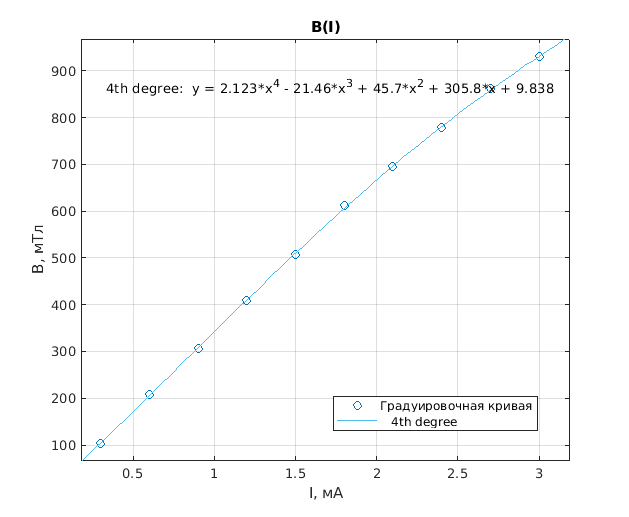 B(I)
4th degree: y = 2.123*x⁴ - 21.46*x³ + 45.7*x² + 305.8*x + 9.838
900
800
700
600
500
400
300
200
100
B, мТл
Градуировочная кривая
4th degree
0.5 1 1.5 2 2.5 3
I, мА